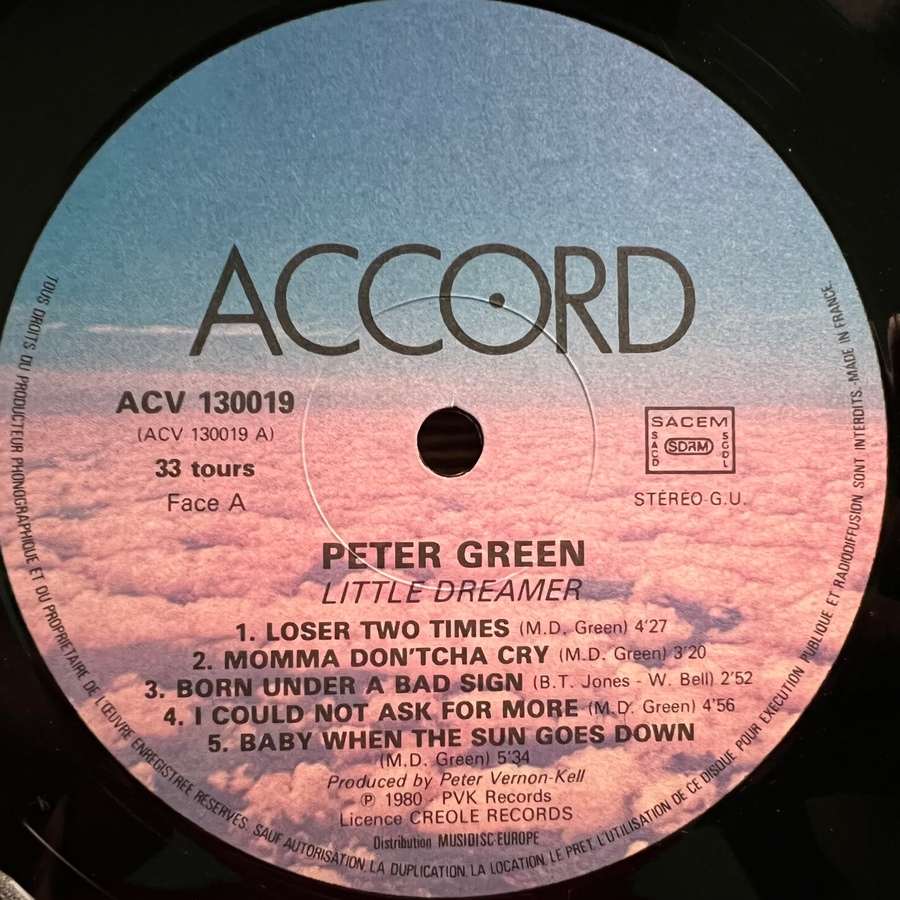 ACCORD
ACV 130019
(ACV 130019 A)
33 tours
Face A
SACEM
SACD
SDRM
SGDL
STÉRÉO G.U.
PETER GREEN
LITTLE DREAMER
1. LOSER TWO TIMES (M.D. Green) 4'27
2. MOMMA DON'TCHA CRY (M.D. Green) 3'20
3. BORN UNDER A BAD SIGN (B.T. Jones - W. Bell) 2'52
4. I COULD NOT ASK FOR MORE (M.D. Green) 4'56
5. BABY WHEN THE SUN GOES DOWN
(M.D. Green) 5'34
Produced by Peter Vernon-Kell
℗ 1980 PVK Records
Licence CREOLE RECORDS
Distribution MUSIDISC-EUROPE
TOUS DROITS DU PRODUCTEUR PHONOGRAPHIQUE ET DU PROPRIETAIRE DE L'ŒUVRE ENREGISTREE RESERVES. SAUF AUTORISATION, LA DUPLICATION, LA LOCATION, LE PRET, L'UTILISATION DE CE DISQUE POUR EXECUTION PUBLIQUE ET RADIODIFFUSION SONT INTERDITS. - MADE IN FRANCE.